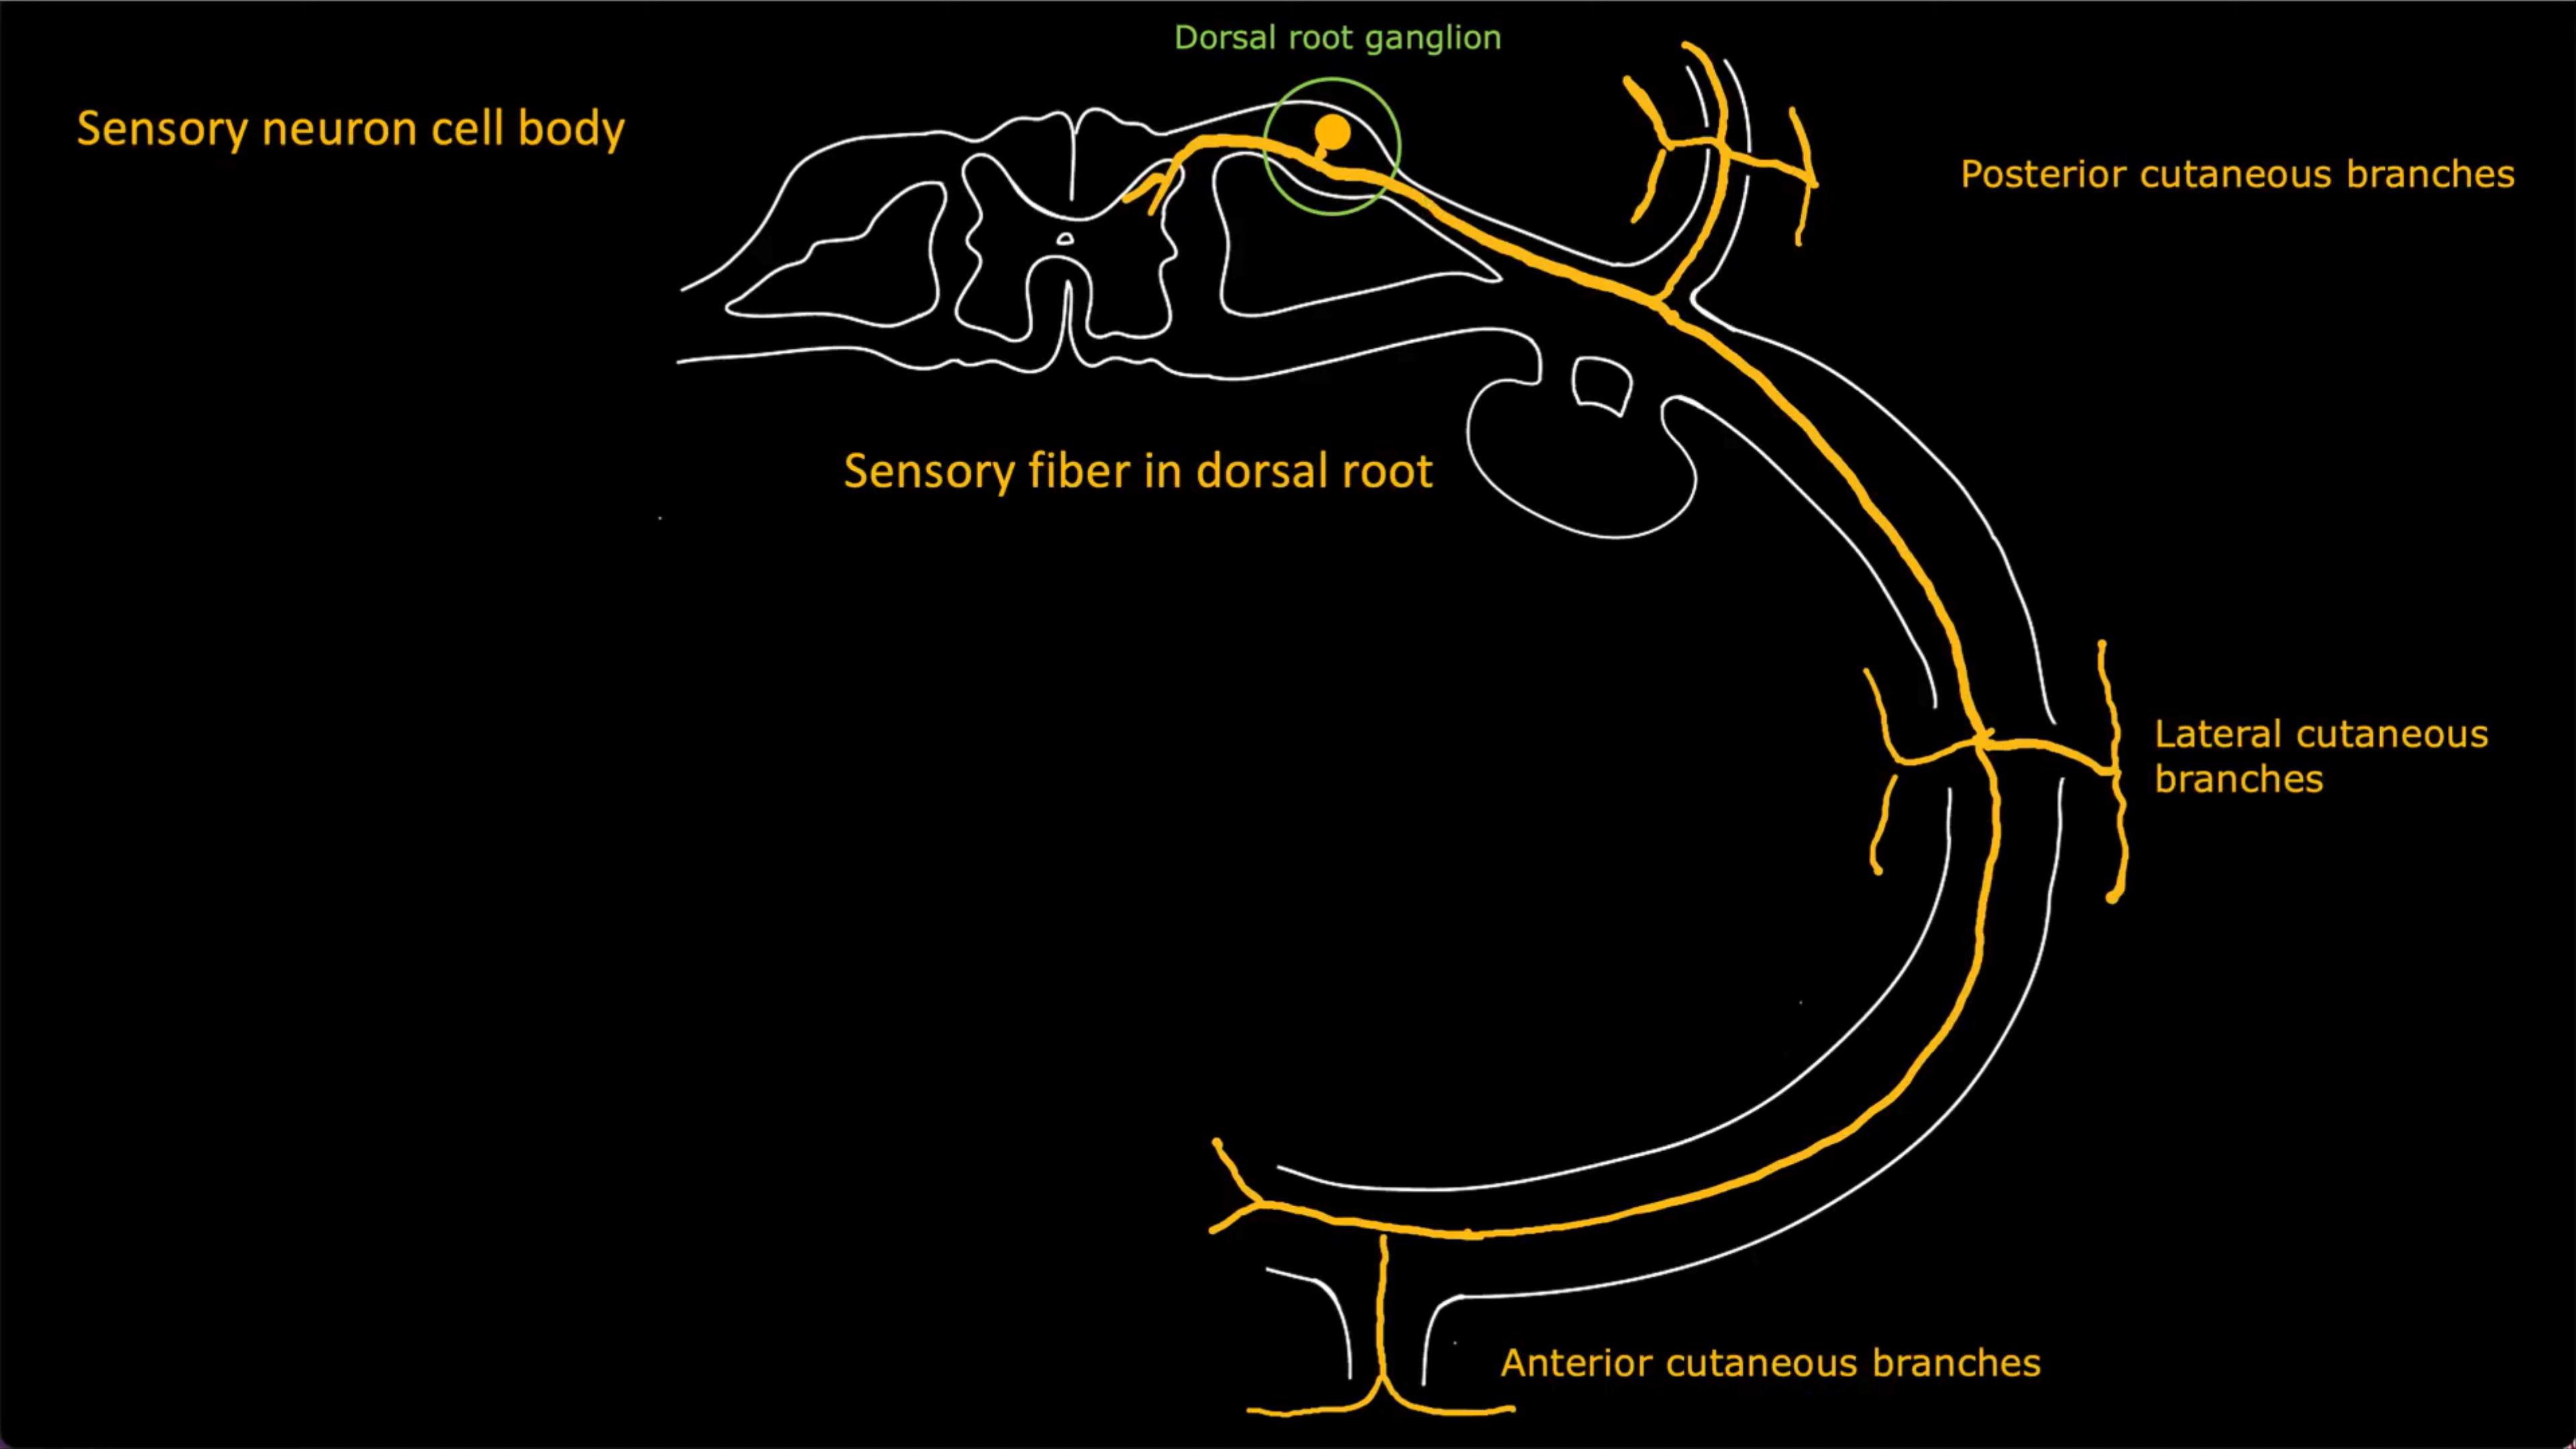 Dorsal root ganglion
Sensory neuron cell body
Posterior cutaneous branches
Sensory fiber in dorsal root
Lateral cutaneous
branches
Anterior cutaneous branches